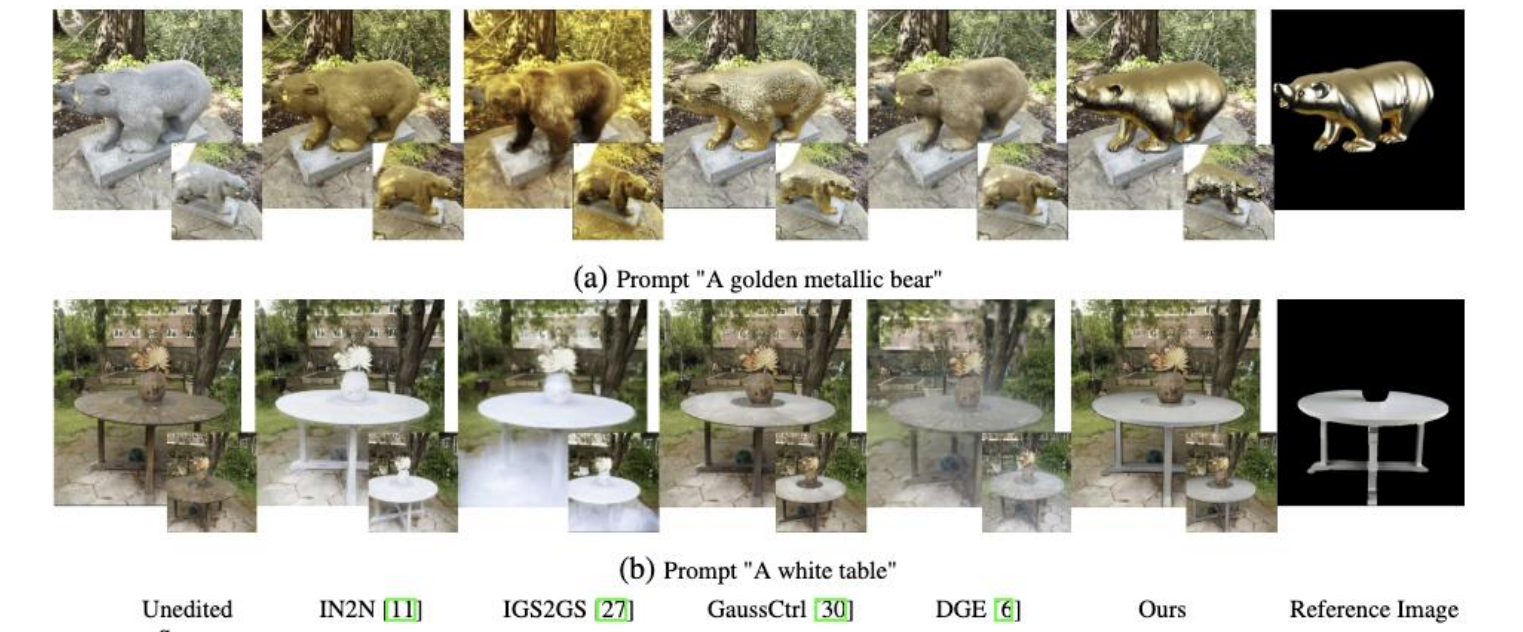 (a) Prompt "A golden metallic bear"
(b) Prompt "A white table"
Unedited IN2N [11] IGS2GS [27] GaussCtrl [30] DGE [6] Ours Reference Image